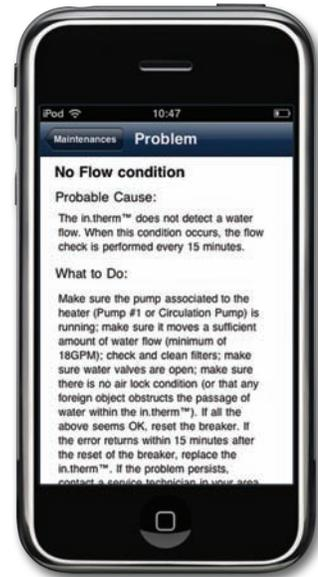 iPod 10:47
Maintenances Problem
No Flow condition
Probable Cause:
The in.therm™ does not detect a water
flow. When this condition occurs, the flow
check is performed every 15 minutes.
What to Do:
Make sure the pump associated to the
heater (Pump #1 or Circulation Pump) is
running; make sure it moves a sufficient
amount of water flow (minimum of
18GPM); check and clean filters; make
sure water valves are open; make sure
there is no air lock condition (or that any
foreign object obstructs the passage of
water within the in.therm™). If all the
above seems OK, reset the breaker. If
the error returns within 15 minutes after
the reset of the breaker, replace the
in.therm™. If the problem persists,
contact a service technician in your area